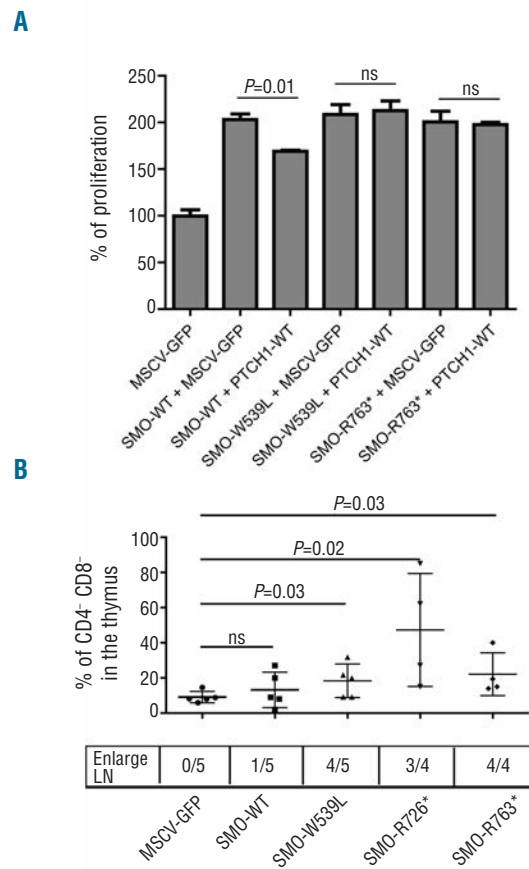 A
% of proliferation
250
200
150
100
50
0
P=0.01
ns
ns
MSCV-GFP
SMO-WT + MSCV-GFP
SMO-WT + PTCH1-WT
SMO-W539L + MSCV-GFP
SMO-W539L + PTCH1-WT
SMO-R763* + MSCV-GFP
SMO-R763* + PTCH1-WT
B
% of CD4⁻ CD8⁻
in the thymus
100
80
60
40
20
0
P=0.03
P=0.02
P=0.03
ns
Enlarge LN 0/5 1/5 4/5 3/4 4/4
MSCV-GFP
SMO-WT
SMO-W539L
SMO-R726*
SMO-R763*